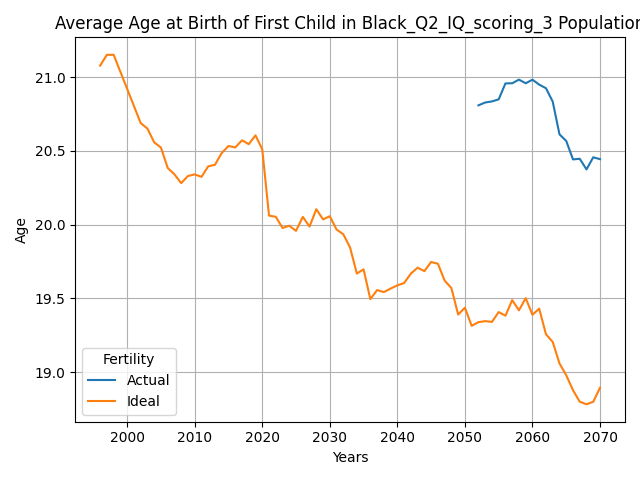 Average Age at Birth of First Child in Black_Q2_IQ_scoring_3 Population
21.0
20.5
20.0
19.5
19.0
Age
Fertility
Actual
Ideal
2000 2010 2020 2030 2040 2050 2060 2070
Years